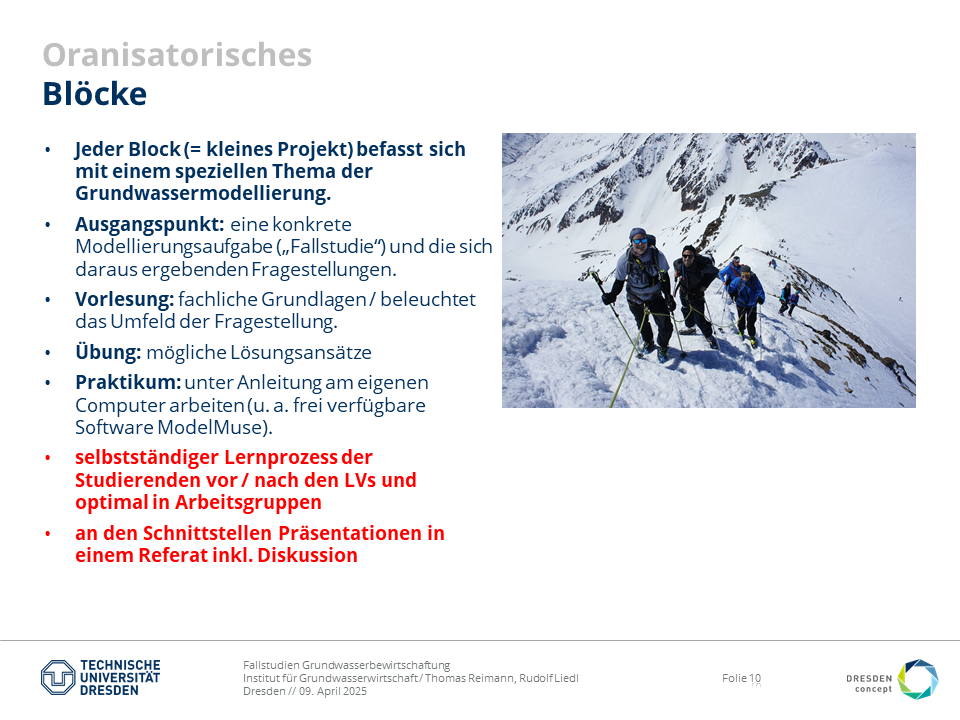 Oranisatorisches
Blöcke
• Jeder Block (= kleines Projekt) befasst sich
mit einem speziellen Thema der
Grundwassermodellierung.
• Ausgangspunkt: eine konkrete
Modellierungsaufgabe („Fallstudie“) und die sich
daraus ergebenden Fragestellungen.
• Vorlesung: fachliche Grundlagen / beleuchtet
das Umfeld der Fragestellung.
• Übung: mögliche Lösungsansätze
• Praktikum: unter Anleitung am eigenen
Computer arbeiten (u. a. frei verfügbare
Software ModelMuse).
• selbstständiger Lernprozess der
Studierenden vor / nach den LVs und
optimal in Arbeitsgruppen
• an den Schnittstellen Präsentationen in
einem Referat inkl. Diskussion
TECHNISCHE
UNIVERSITÄT
DRESDEN
Fallstudien Grundwasserbewirtschaftung
Institut für Grundwasserwirtschaft / Thomas Reimann, Rudolf Liedl
Dresden // 09. April 2025
Folie 10
DRESDEN
concept